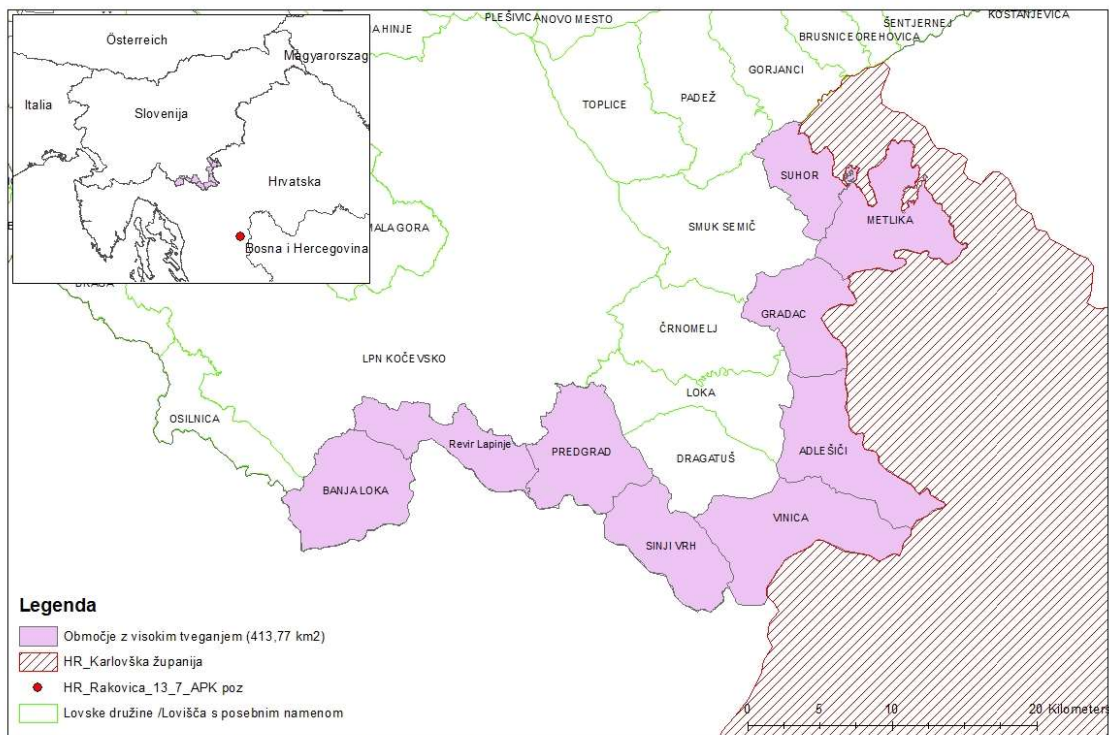 PLEŠIVICA
NOVO MESTO
ŠENTJERNEJ
KOSTANJEVICA
BRUSNICE
OREHOVICA
GORJANCI
TOPLICE
PADEŽ
SUHOR
METLIKA
SMUK SEMIČ
MALA GORA
GRADAC
ČRNOMELJ
LPN KOČEVSKO
LOKA
OSILNICA
Revir Lapinje
PREDGRAD
DRAGATUŠ
ADLEŠIČI
BANJA LOKA
VINICA
SINJI VRH
Österreich
Magyarország
Italia
Slovenija
Hrvatska
Bosna i Hercegovina
Legenda
Območje z visokim tveganjem (413,77 km2)
HR_Karlovška županija
HR_Rakovica_13_7_APK poz
Lovske družine /Lovišča s posebnim namenom
0 5 10 20 Kilometers